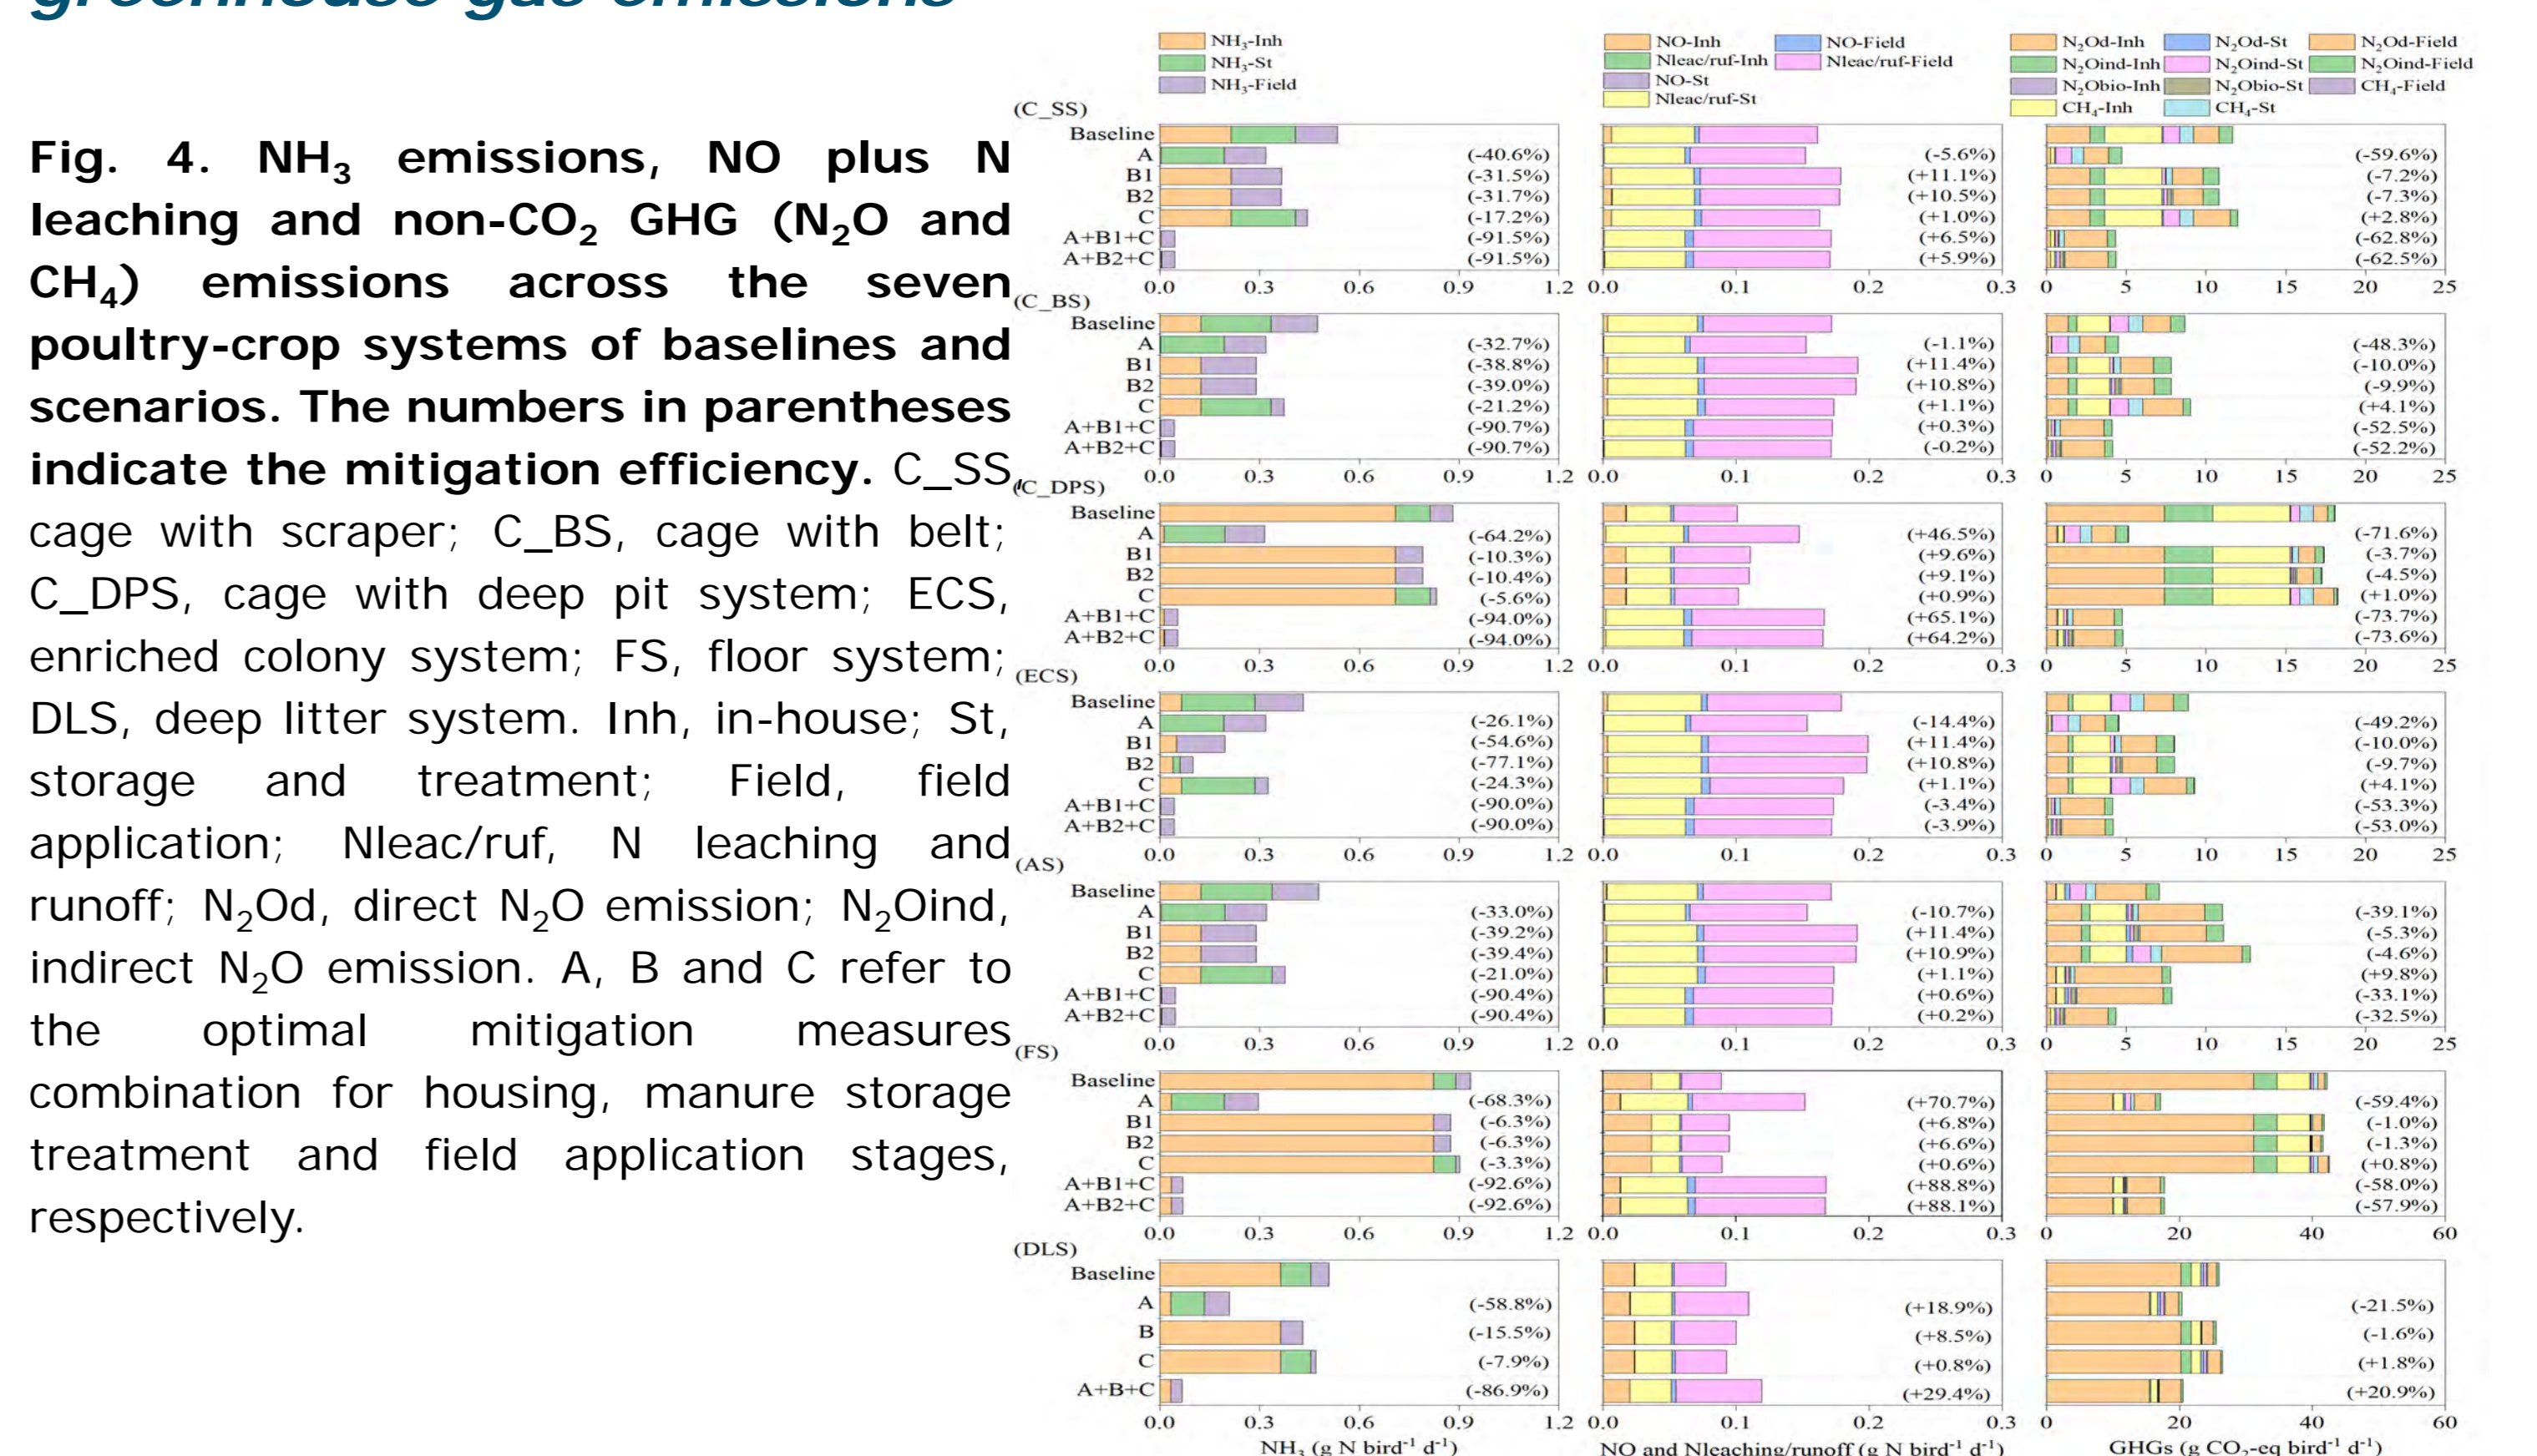 greenhouse gas emissions
Fig. 4. NH₃ emissions, NO plus N
leaching and non-CO₂ GHG (N₂O and
CH₄) emissions across the seven
poultry-crop systems of baselines and
scenarios. The numbers in parentheses
indicate the mitigation efficiency. C_SS,
cage with scraper; C_BS, cage with belt;
C_DPS, cage with deep pit system; ECS,
enriched colony system; FS, floor system;
DLS, deep litter system. Inh, in-house; St,
storage and treatment; Field, field
application; Nleac/ruf, N leaching and
runoff; N₂Od, direct N₂O emission; N₂Oind,
indirect N₂O emission. A, B and C refer to
the optimal mitigation measures
combination for housing, manure storage
treatment and field application stages,
respectively.
NH₃-Inh
NH₃-St
NH₃-Field
NO-Inh NO-Field
Nleac/ruf-Inh Nleac/ruf-Field
NO-St
Nleac/ruf-St
N₂Od-Inh N₂Od-St N₂Od-Field
N₂Oind-Inh N₂Oind-St N₂Oind-Field
N₂Obio-Inh N₂Obio-St CH₄-Field
CH₄-Inh CH₄-St
(C_SS)
Baseline
A (-40.6%) (-5.6%) (-59.6%)
B1 (-31.5%) (+11.1%) (-7.2%)
B2 (-31.7%) (+10.5%) (-7.3%)
C (-17.2%) (+1.0%) (+2.8%)
A+B1+C (-91.5%) (+6.5%) (-62.8%)
A+B2+C (-91.5%) (+5.9%) (-62.5%)
0.0 0.3 0.6 0.9 1.2 0.0 0.1 0.2 0.3 0 5 10 15 20 25
(C_BS)
Baseline
A (-32.7%) (-1.1%) (-48.3%)
B1 (-38.8%) (+11.4%) (-10.0%)
B2 (-39.0%) (+10.8%) (-9.9%)
C (-21.2%) (+1.1%) (+4.1%)
A+B1+C (-90.7%) (+0.3%) (-52.5%)
A+B2+C (-90.7%) (-0.2%) (-52.2%)
0.0 0.3 0.6 0.9 1.2 0.0 0.1 0.2 0.3 0 5 10 15 20 25
(C_DPS)
Baseline
A (-64.2%) (+46.5%) (-71.6%)
B1 (-10.3%) (+9.6%) (-3.7%)
B2 (-10.4%) (+9.1%) (-4.5%)
C (-5.6%) (+0.9%) (+1.0%)
A+B1+C (-94.0%) (+65.1%) (-73.7%)
A+B2+C (-94.0%) (+64.2%) (-73.6%)
0.0 0.3 0.6 0.9 1.2 0.0 0.1 0.2 0.3 0 5 10 15 20 25
(ECS)
Baseline
A (-26.1%) (-14.4%) (-49.2%)
B1 (-54.6%) (+11.4%) (-10.0%)
B2 (-77.1%) (+10.8%) (-9.7%)
C (-24.3%) (+1.1%) (+4.1%)
A+B1+C (-90.0%) (-3.4%) (-53.3%)
A+B2+C (-90.0%) (-3.9%) (-53.0%)
0.0 0.3 0.6 0.9 1.2 0.0 0.1 0.2 0.3 0 5 10 15 20 25
(AS)
Baseline
A (-33.0%) (-10.7%) (-39.1%)
B1 (-39.2%) (+11.4%) (-5.3%)
B2 (-39.4%) (+10.9%) (-4.6%)
C (-21.0%) (+1.1%) (+9.8%)
A+B1+C (-90.4%) (+0.6%) (-33.1%)
A+B2+C (-90.4%) (+0.2%) (-32.5%)
0.0 0.3 0.6 0.9 1.2 0.0 0.1 0.2 0.3 0 5 10 15 20 25
(FS)
Baseline
A (-68.3%) (+70.7%) (-59.4%)
B1 (-6.3%) (+6.8%) (-1.0%)
B2 (-6.3%) (+6.6%) (-1.3%)
C (-3.3%) (+0.6%) (+0.8%)
A+B1+C (-92.6%) (+88.8%) (-58.0%)
A+B2+C (-92.6%) (+88.1%) (-57.9%)
0.0 0.3 0.6 0.9 1.2 0.0 0.1 0.2 0.3 0 20 40 60
(DLS)
Baseline
A (-58.8%) (+18.9%) (-21.5%)
B (-15.5%) (+8.5%) (-1.6%)
C (-7.9%) (+0.8%) (+1.8%)
A+B+C (-86.9%) (+29.4%) (+20.9%)
0.0 0.3 0.6 0.9 1.2 0.0 0.1 0.2 0.3 0 20 40 60
NH₃ (g N bird⁻¹ d⁻¹) NO and Nleaching/runoff (g N bird⁻¹ d⁻¹) GHGs (g CO₂-eq bird⁻¹ d⁻¹)